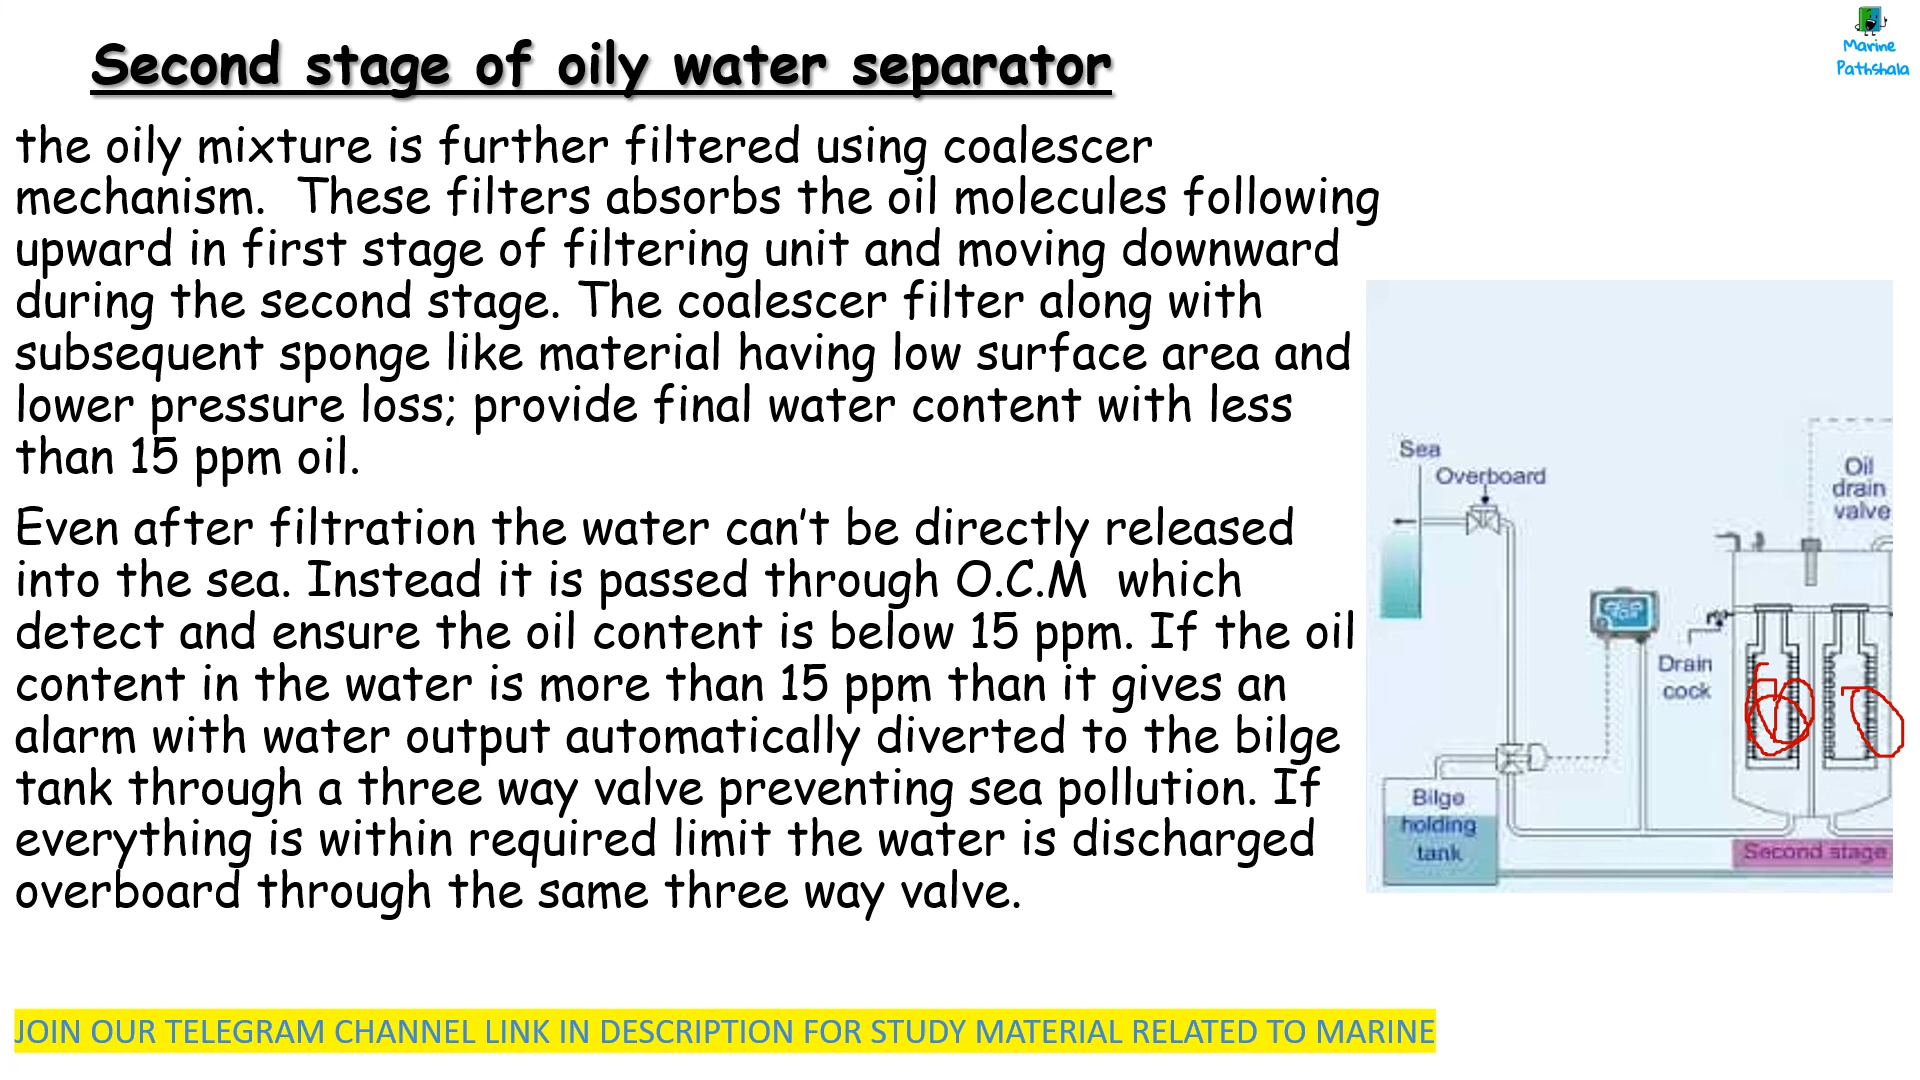 Second stage of oily water separator
Marine
Pathshala
the oily mixture is further filtered using coalescer
mechanism.  These filters absorbs the oil molecules following
upward in first stage of filtering unit and moving downward
during the second stage. The coalescer filter along with
subsequent sponge like material having low surface area and
lower pressure loss; provide final water content with less
than 15 ppm oil.
Even after filtration the water can't be directly released
into the sea. Instead it is passed through O.C.M  which
detect and ensure the oil content is below 15 ppm. If the oil
content in the water is more than 15 ppm than it gives an
alarm with water output automatically diverted to the bilge
tank through a three way valve preventing sea pollution. If
everything is within required limit the water is discharged
overboard through the same three way valve.
Sea
Overboard
Oil
drain
valve
Drain
cock
Bilge
holding
tank
Second stage
JOIN OUR TELEGRAM CHANNEL LINK IN DESCRIPTION FOR STUDY MATERIAL RELATED TO MARINE